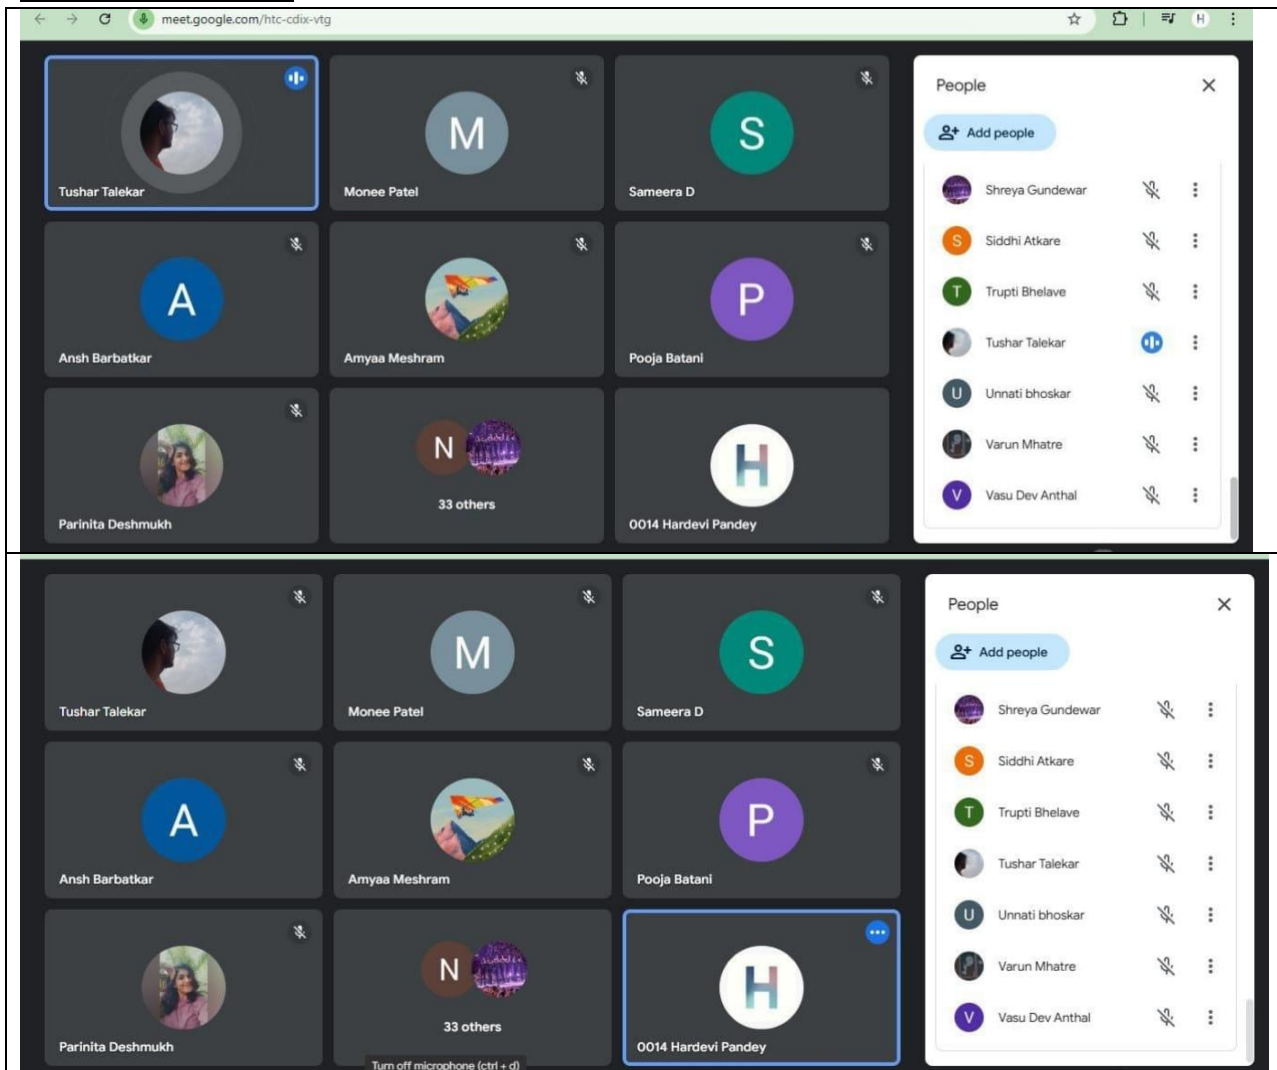 meet.google.com/htc-cdix-vtg
H
Tushar Talekar
M
Monee Patel
S
Sameera D
A
Ansh Barbatkar
Amyaa Meshram
P
Pooja Batani
Parinita Deshmukh
N
33 others
H
0014 Hardevi Pandey
People
Add people
Shreya Gundewar
S Siddhi Atkare
T Trupti Bhelave
Tushar Talekar
U Unnati bhoskar
Varun Mhatre
V Vasu Dev Anthal
Tushar Talekar
M
Monee Patel
S
Sameera D
A
Ansh Barbatkar
Amyaa Meshram
P
Pooja Batani
Parinita Deshmukh
N
33 others
Turn off microphone (ctrl + d)
H
0014 Hardevi Pandey
People
Add people
Shreya Gundewar
S Siddhi Atkare
T Trupti Bhelave
Tushar Talekar
U Unnati bhoskar
Varun Mhatre
V Vasu Dev Anthal